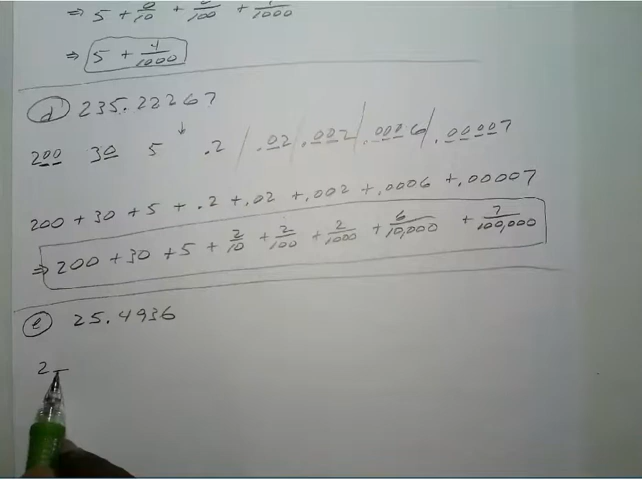 ⇒ 5 + 0/10 + 0/100 + 4/1000
⇒ 5 + 4/1000
d 235.22267
200 30 5 .2 / .02 / .002 / .0006 / .00007
200 + 30 + 5 + .2 + .02 + .002 + .0006 + .00007
⇒ 200 + 30 + 5 + 2/10 + 2/100 + 2/1000 + 6/10,000 + 7/100,000
e 25.4936
2_